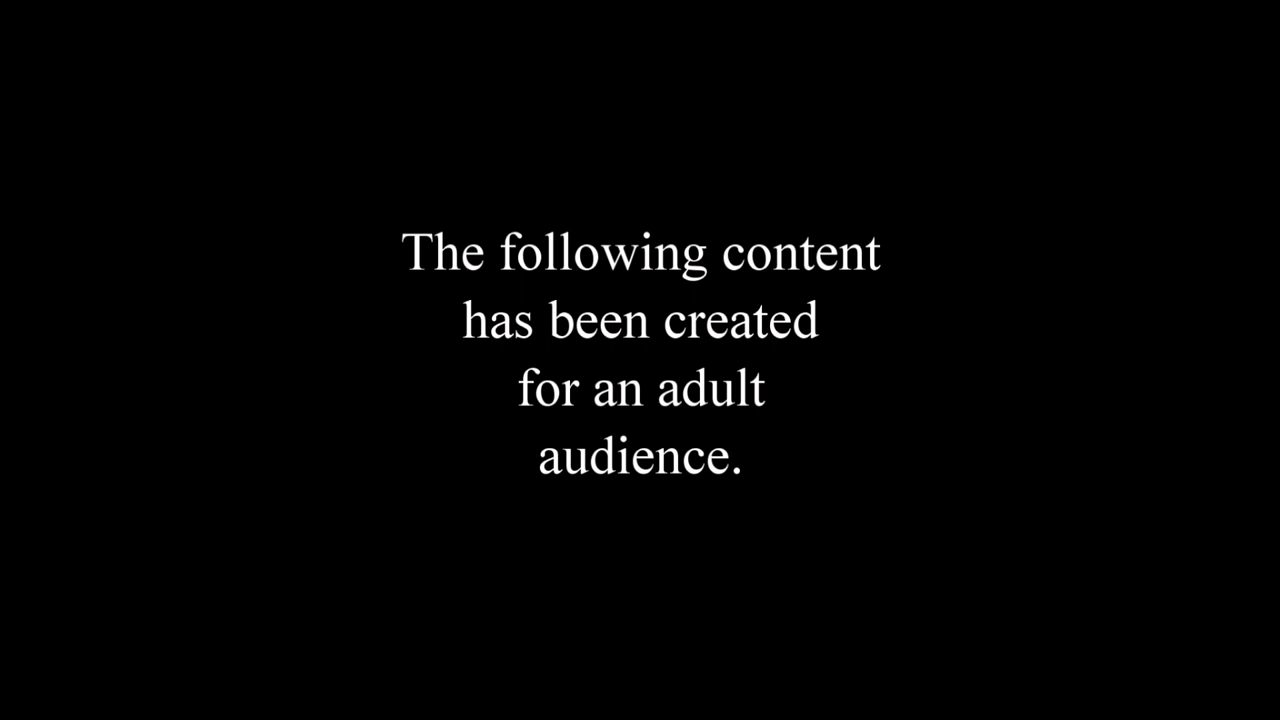 The following content
has been created
for an adult
audience.